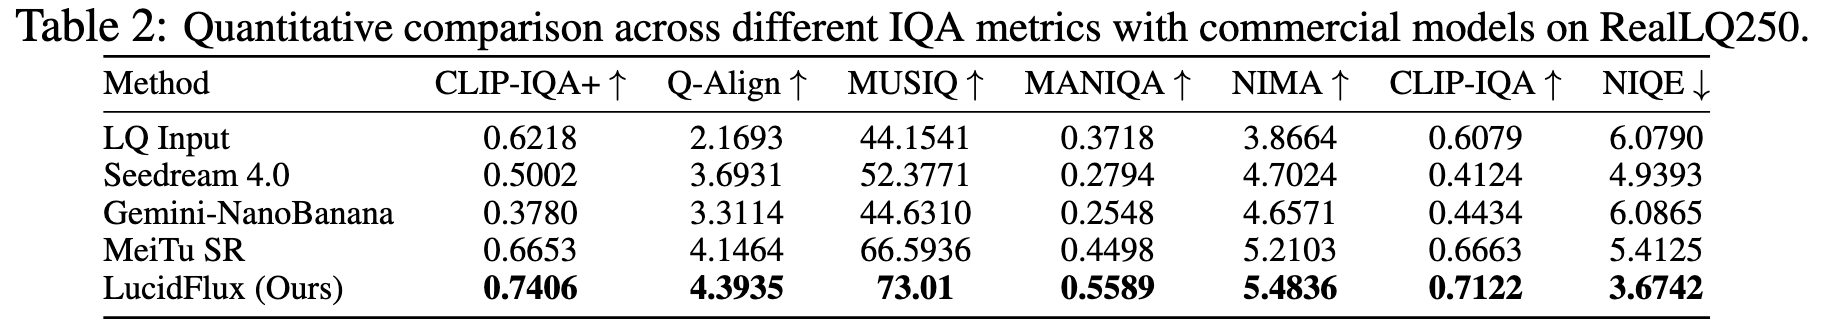 Table 2: Quantitative comparison across different IQA metrics with commercial models on RealLQ250.
Method CLIP-IQA+ ↑ Q-Align ↑ MUSIQ ↑ MANIQA ↑ NIMA ↑ CLIP-IQA ↑ NIQE ↓
LQ Input 0.6218 2.1693 44.1541 0.3718 3.8664 0.6079 6.0790
Seedream 4.0 0.5002 3.6931 52.3771 0.2794 4.7024 0.4124 4.9393
Gemini-NanoBanana 0.3780 3.3114 44.6310 0.2548 4.6571 0.4434 6.0865
MeiTu SR 0.6653 4.1464 66.5936 0.4498 5.2103 0.6663 5.4125
LucidFlux (Ours) 0.7406 4.3935 73.01 0.5589 5.4836 0.7122 3.6742